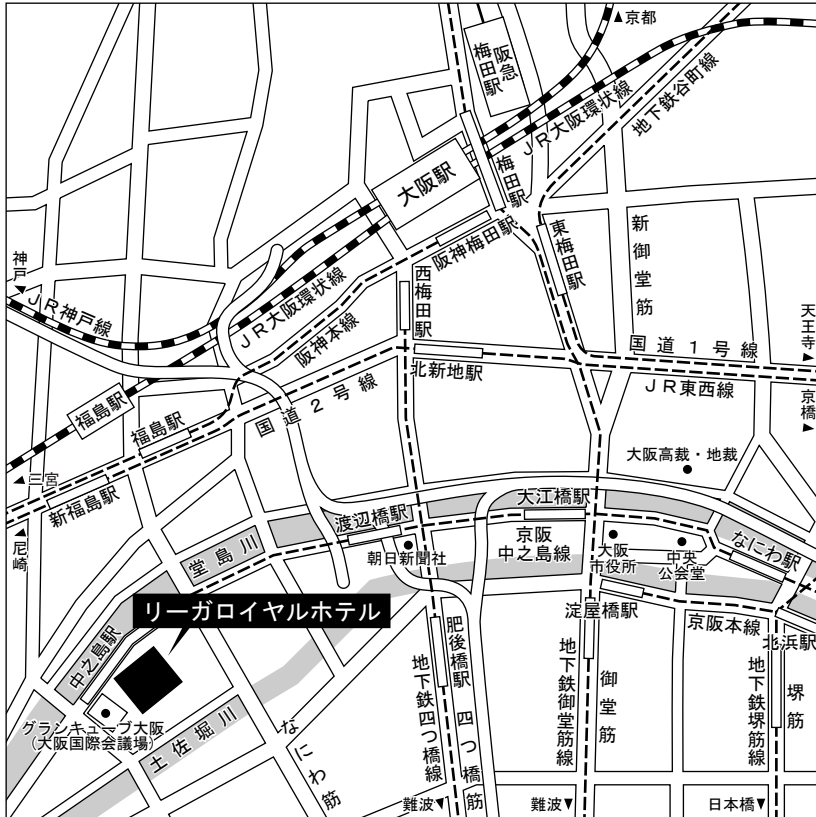 ▲京都
阪急
梅田駅
JR大阪環状線
地下鉄谷町線
梅田駅
大阪駅
阪神梅田駅
東梅田駅
新御堂筋
神戸
▲
JR神戸線
JR大阪環状線
阪神本線
西梅田駅
天王寺▼
国道1号線
北新地駅
JR東西線
京橋▼
福島駅
福島駅
国道2号線
大阪高裁・地裁
▲三宮
新福島駅
▲尼崎
大江橋駅
渡辺橋駅
堂島川
朝日新聞社
京阪
中之島線
大阪
市役所
中央
公会堂
なにわ駅
リーガロイヤルホテル
淀屋橋駅
京阪本線
北浜駅
中之島駅
肥後橋駅
グランキューブ大阪
(大阪国際会議場)
土佐堀川
なにわ筋
地下鉄四つ橋線
四つ橋筋
地下鉄御堂筋線
御堂筋
地下鉄堺筋線
堺筋
難波▼
難波▼
日本橋▼